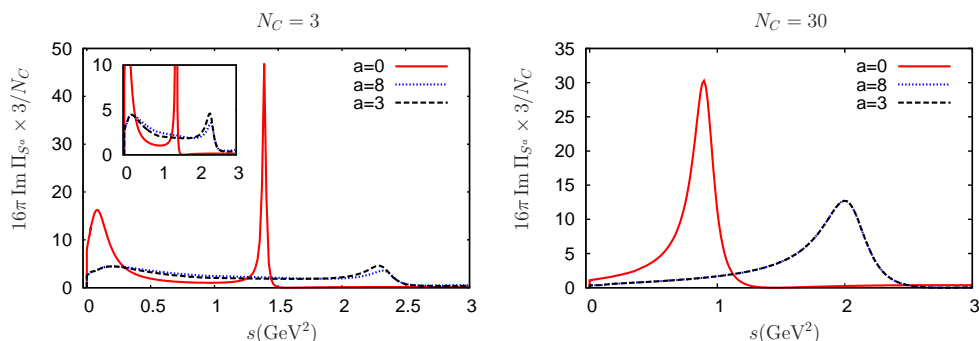 N_C = 3
16π Im Π_{S^a} × 3/N_C
50
40
30
20
10
0
0 0.5 1 1.5 2 2.5 3
s(GeV²)
a=0
a=8
a=3
10
5
0
0 1 2 3
N_C = 30
16π Im Π_{S^a} × 3/N_C
35
30
25
20
15
10
5
0
0 1 2 3
s(GeV²)
a=0
a=8
a=3